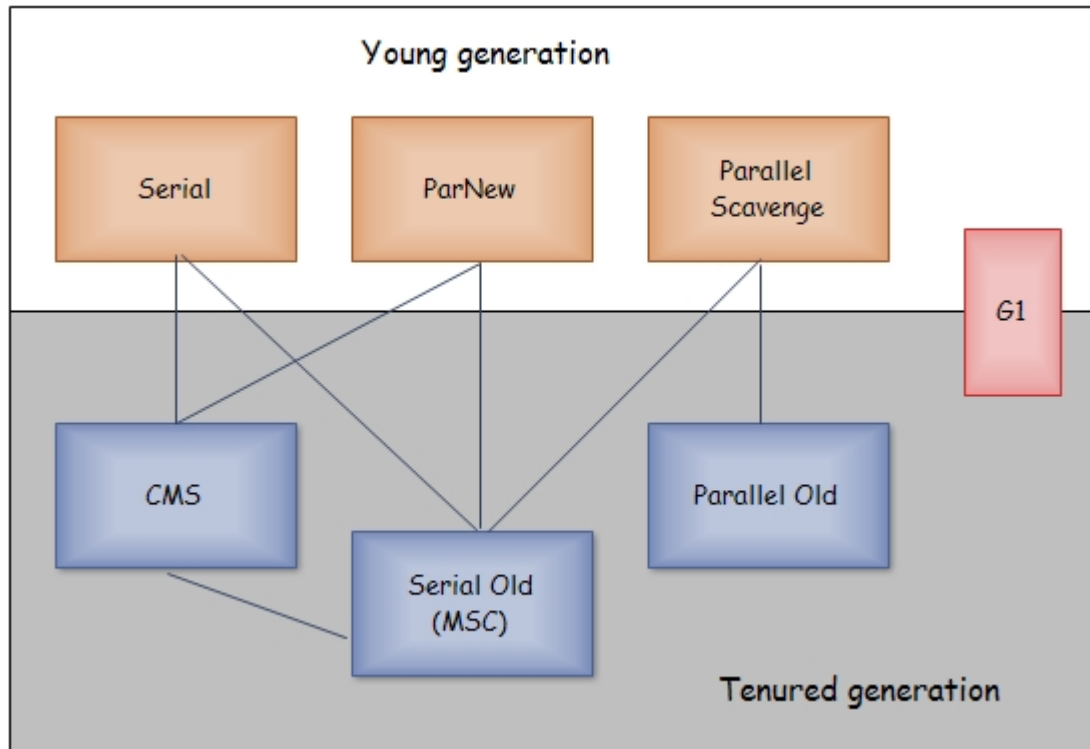 Young generation
Serial
ParNew
Parallel
Scavenge
G1
CMS
Parallel Old
Serial Old
(MSC)
Tenured generation